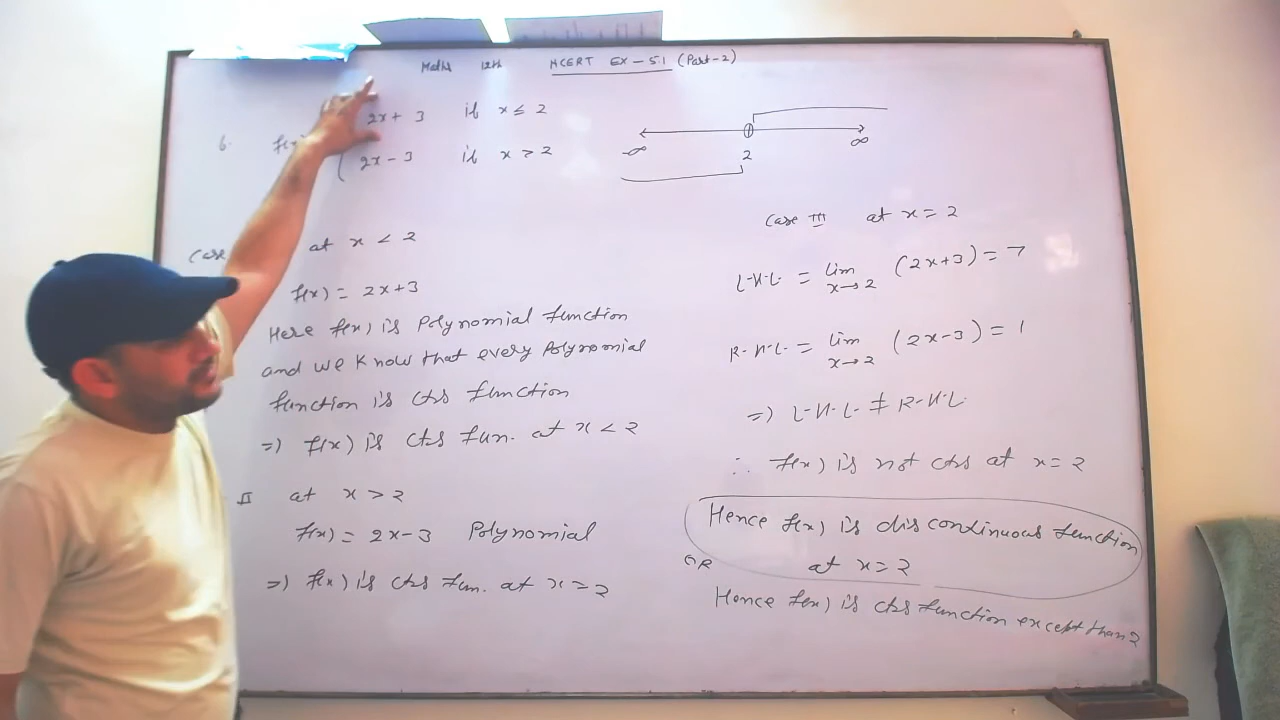 Maths 12th NCERT EX - 5.1 (Part-2)
6. f(x) 2x + 3 if x ≤ 2
2x - 3 if x > 2
-∞ 2 ∞
Case at x < 2
f(x) = 2x+3
Here f(x) is Polynomial function
and we know that every Polynomial
function is cts function
=) f(x) is cts fun. at x < 2
II at x > 2
f(x) = 2x-3 Polynomial
=) f(x) is cts fun. at x = 2
Case III at x = 2
L.H.L. = lim x→2 (2x+3) = 7
R.H.L. = lim x→2 (2x-3) = 1
=) L.H.L. ≠ R.H.L.
∴ f(x) is not cts at x = 2
Hence f(x) is discontinuous function
at x = 2
OR
Hence f(x) is cts function except than 2